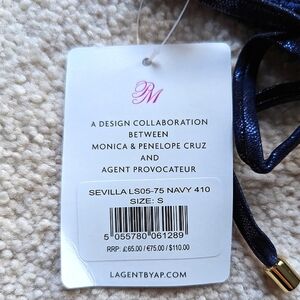 PM
A DESIGN COLLABORATION
BETWEEN
MONICA & PENELOPE CRUZ
AND
AGENT PROVOCATEUR
SEVILLA LS05-75 NAVY 410
SIZE: S
5 055780 061289
RRP: £65.00 / €75.00 / $110.00
LAGENTBYAP.COM